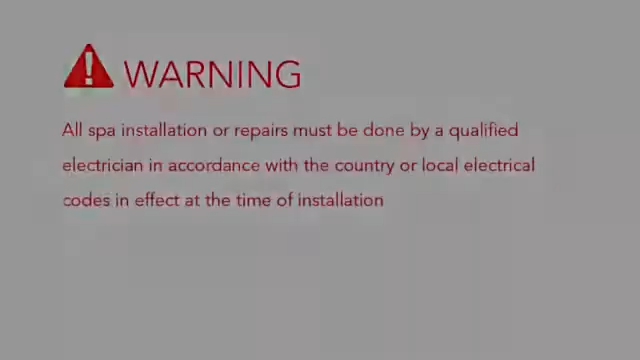 WARNING
All spa installation or repairs must be done by a qualified
electrician in accordance with the country or local electrical
codes in effect at the time of installation